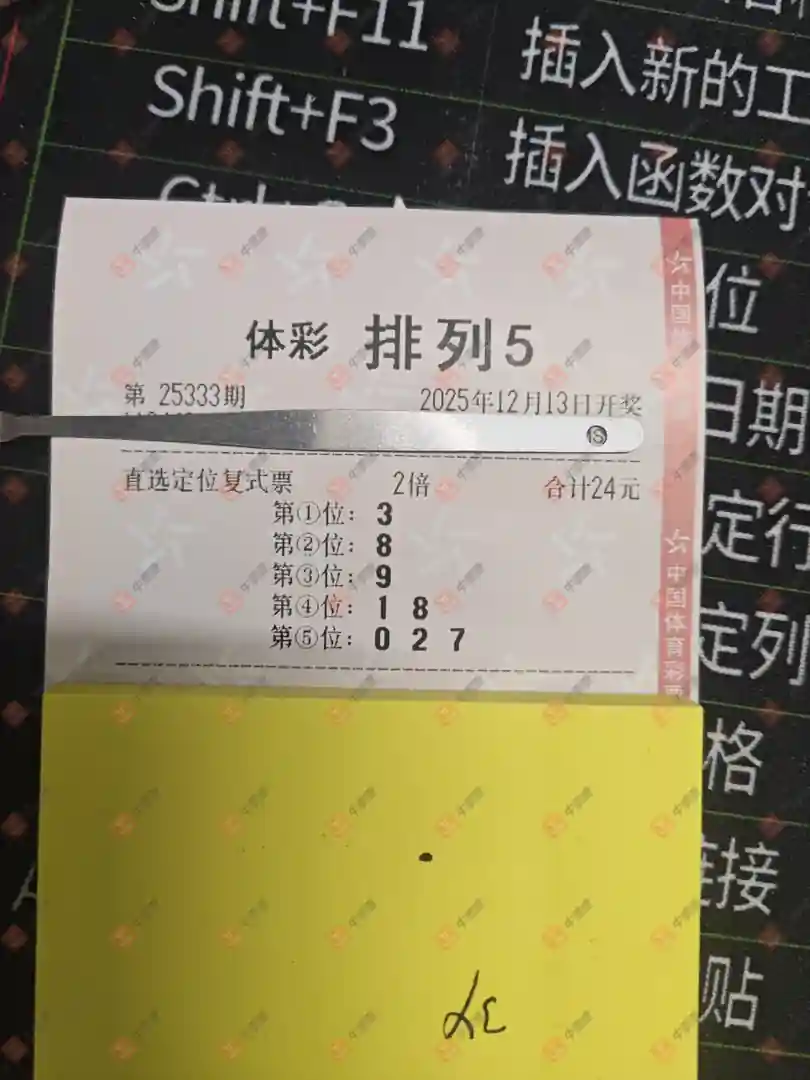 Shift+F11
插入新的工
Shift+F3
插入函数对
体彩 排列5
第 25333期 2025年12月13日开奖
直选定位复式票 2倍 合计24元
第①位: 3
第②位: 8
第③位: 9
第④位: 1 8
第⑤位: 0 2 7
中国
中国体育彩票
位
日期
定行
定列
格
链接
贴